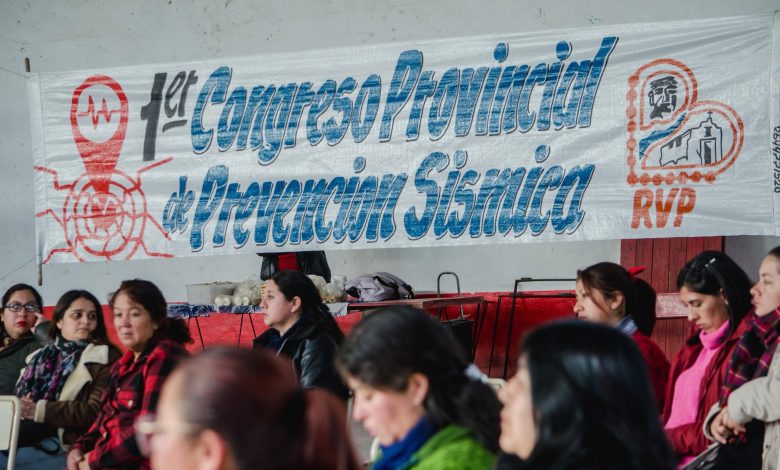 1er Congreso Provincial
de Prevención Sísmica
RVP